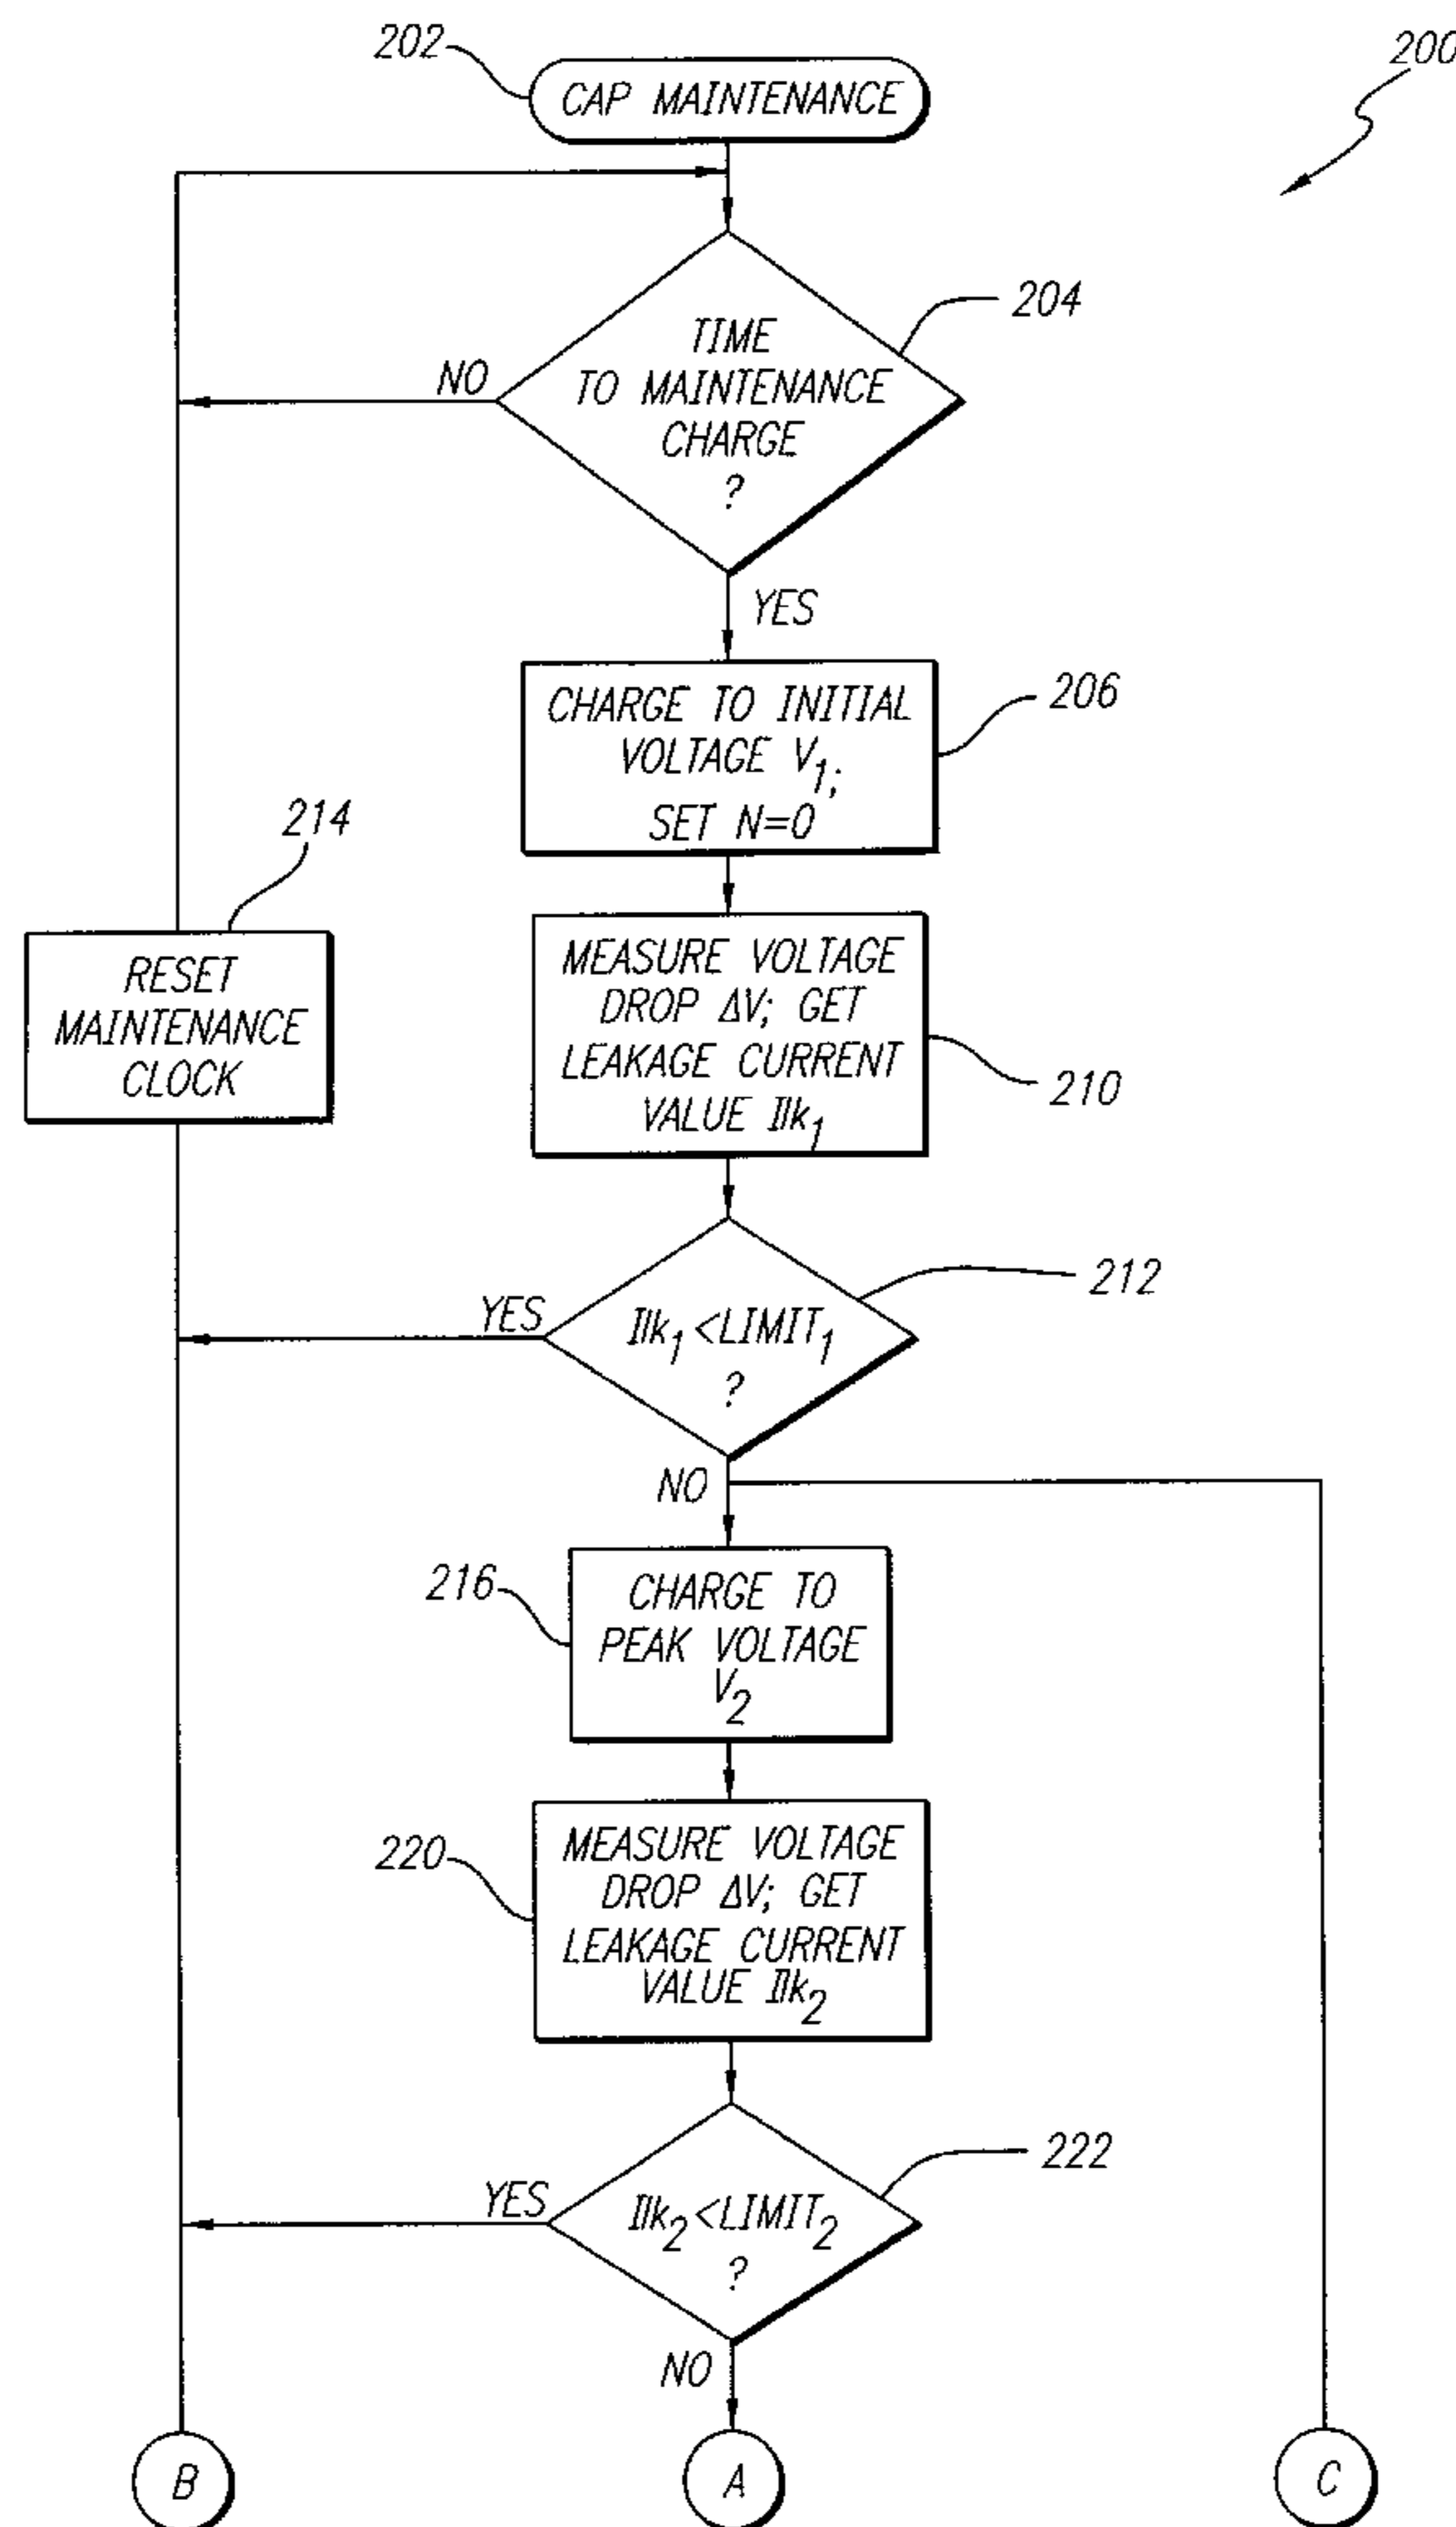 202
CAP MAINTENANCE
200
204
TIME
TO MAINTENANCE
CHARGE
?
NO
YES
206
CHARGE TO INITIAL
VOLTAGE V1;
SET N=0
214
RESET
MAINTENANCE
CLOCK
MEASURE VOLTAGE
DROP ΔV; GET
LEAKAGE CURRENT
VALUE Ilk1
210
212
YES
Ilk1<LIMIT1
?
NO
216
CHARGE TO
PEAK VOLTAGE
V2
220
MEASURE VOLTAGE
DROP ΔV; GET
LEAKAGE CURRENT
VALUE Ilk2
222
YES
Ilk2<LIMIT2
?
NO
B
A
C